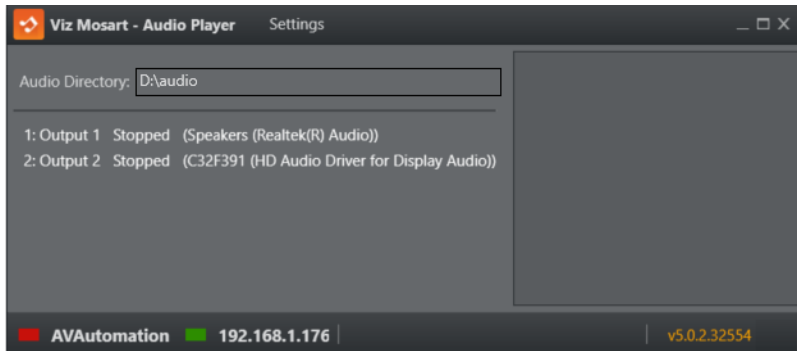 Viz Mosart - Audio Player Settings
Audio Directory: D:\audio
1: Output 1 Stopped (Speakers (Realtek(R) Audio))
2: Output 2 Stopped (C32F391 (HD Audio Driver for Display Audio))
AVAutomation 192.168.1.176 v5.0.2.32554